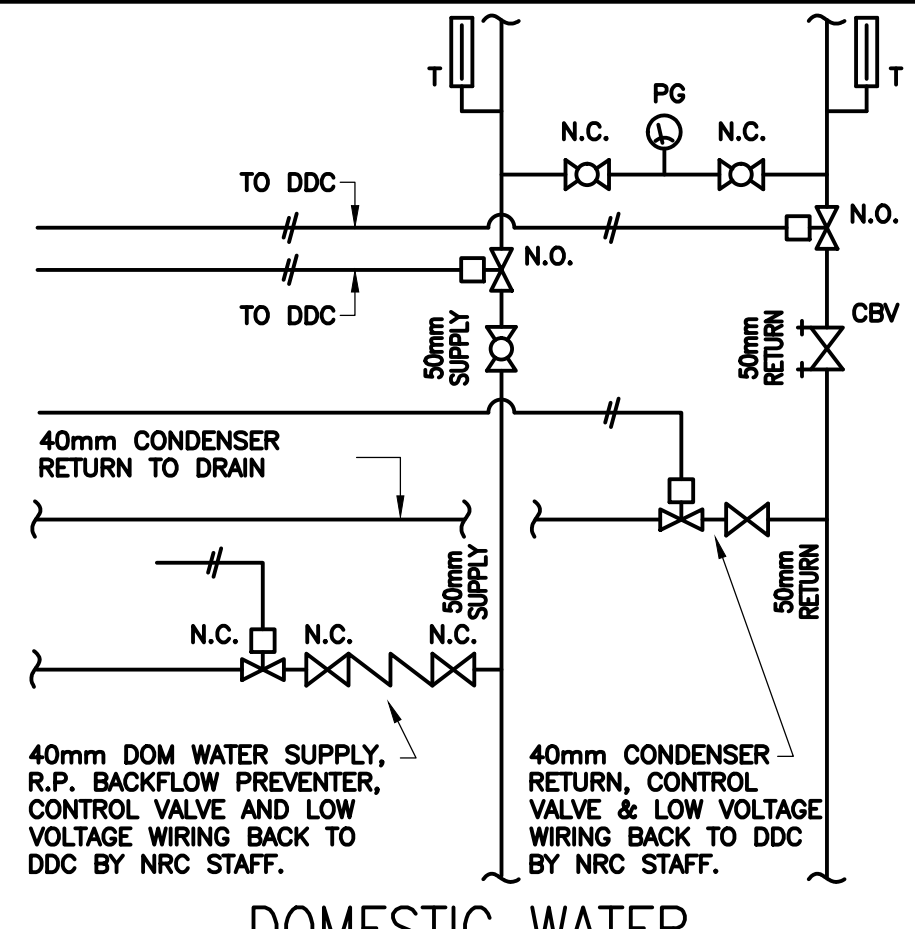 T
T
PG
N.C.
N.C.
TO DDC
N.O.
N.O.
TO DDC
50mm
SUPPLY
50mm
RETURN
CBV
40mm CONDENSER
RETURN TO DRAIN
50mm
SUPPLY
50mm
RETURN
N.C.
N.C.
N.C.
40mm DOM WATER SUPPLY,
R.P. BACKFLOW PREVENTER,
CONTROL VALVE AND LOW
VOLTAGE WIRING BACK TO
DDC BY NRC STAFF.
40mm CONDENSER
RETURN, CONTROL
VALVE & LOW VOLTAGE
WIRING BACK TO DDC
BY NRC STAFF.
DOMESTIC WATER